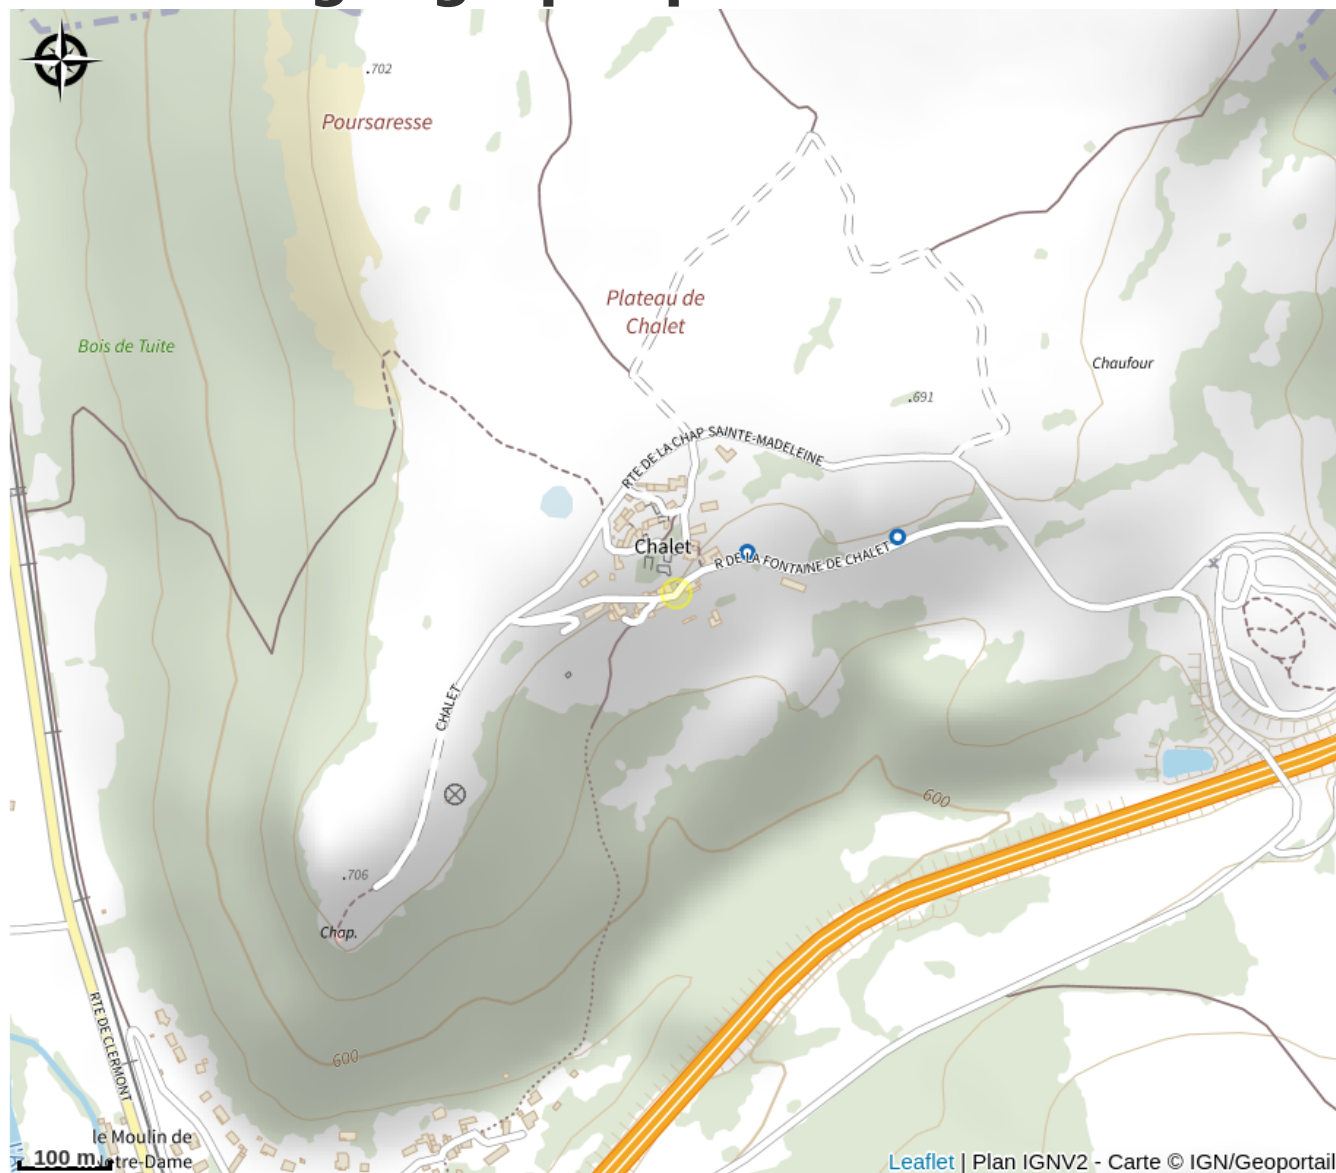 .702
Poursaresse
Plateau de
Chalet
Bois de Tuite
Chaufour
.691
RTE DE LA CHAP SAINTE-MADELEINE
Chalet
R DE LA FONTAINE DE CHALET
CHALET
600
.706
Chap.
RTE DE CLERMONT
600
le Moulin de
Notre-Dame
100 m
Leaflet | Plan IGNV2 - Carte © IGN/Geoportail